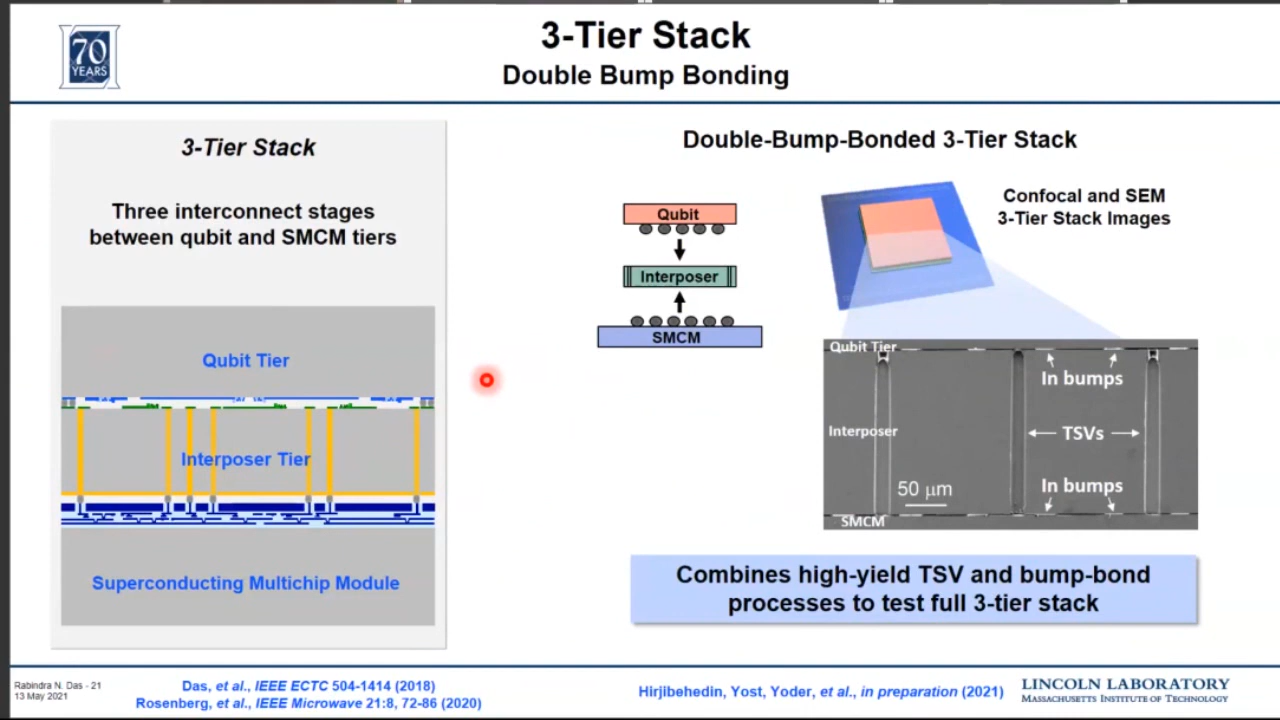 70
YEARS
3-Tier Stack
Double Bump Bonding
3-Tier Stack
Three interconnect stages
between qubit and SMCM tiers
Qubit Tier
Interposer Tier
Superconducting Multichip Module
Double-Bump-Bonded 3-Tier Stack
Qubit
Interposer
SMCM
Confocal and SEM
3-Tier Stack Images
Qubit Tier
In bumps
Interposer
TSVs
In bumps
50 μm
SMCM
Combines high-yield TSV and bump-bond
processes to test full 3-tier stack
Rabindra N. Das - 21
13 May 2021
Das, et al., IEEE ECTC 504-1414 (2018)
Rosenberg, et al., IEEE Microwave 21:8, 72-86 (2020)
Hirjibehedin, Yost, Yoder, et al., in preparation (2021)
LINCOLN LABORATORY
MASSACHUSETTS INSTITUTE OF TECHNOLOGY